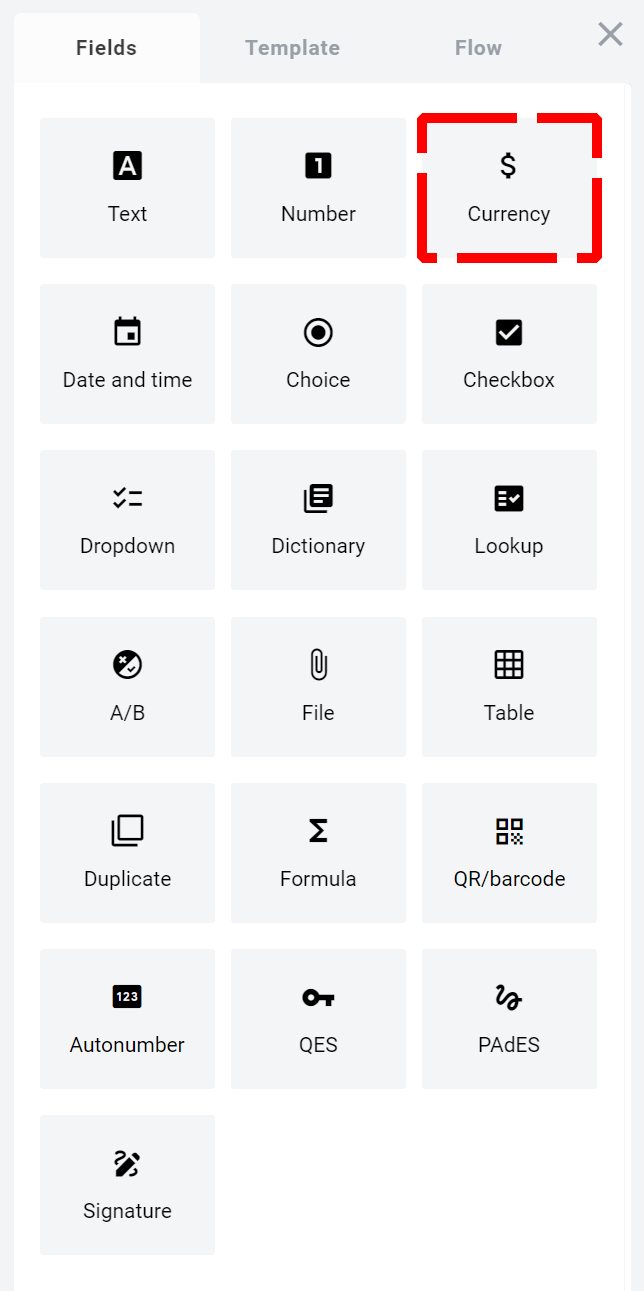 Fields Template Flow
A 1 $
Text Number Currency
Date and time Choice Checkbox
Dropdown Dictionary Lookup
A/B File Table
Σ
Duplicate Formula QR/barcode
123
Autonumber QES PAdES
Signature